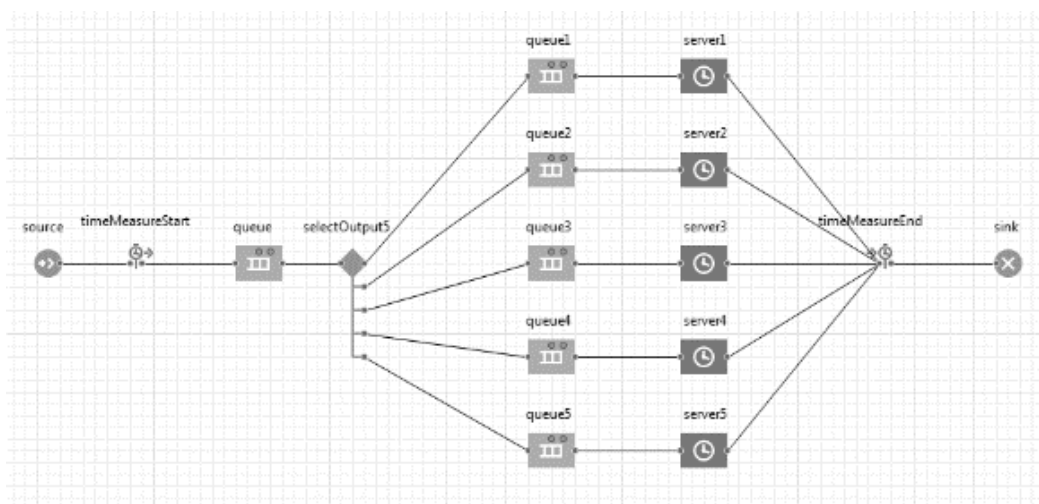 queue1
server1
queue2
server2
source
timeMeasureStart
queue
selectOutput5
queue3
server3
timeMeasureEnd
sink
queue4
server4
queue5
server5